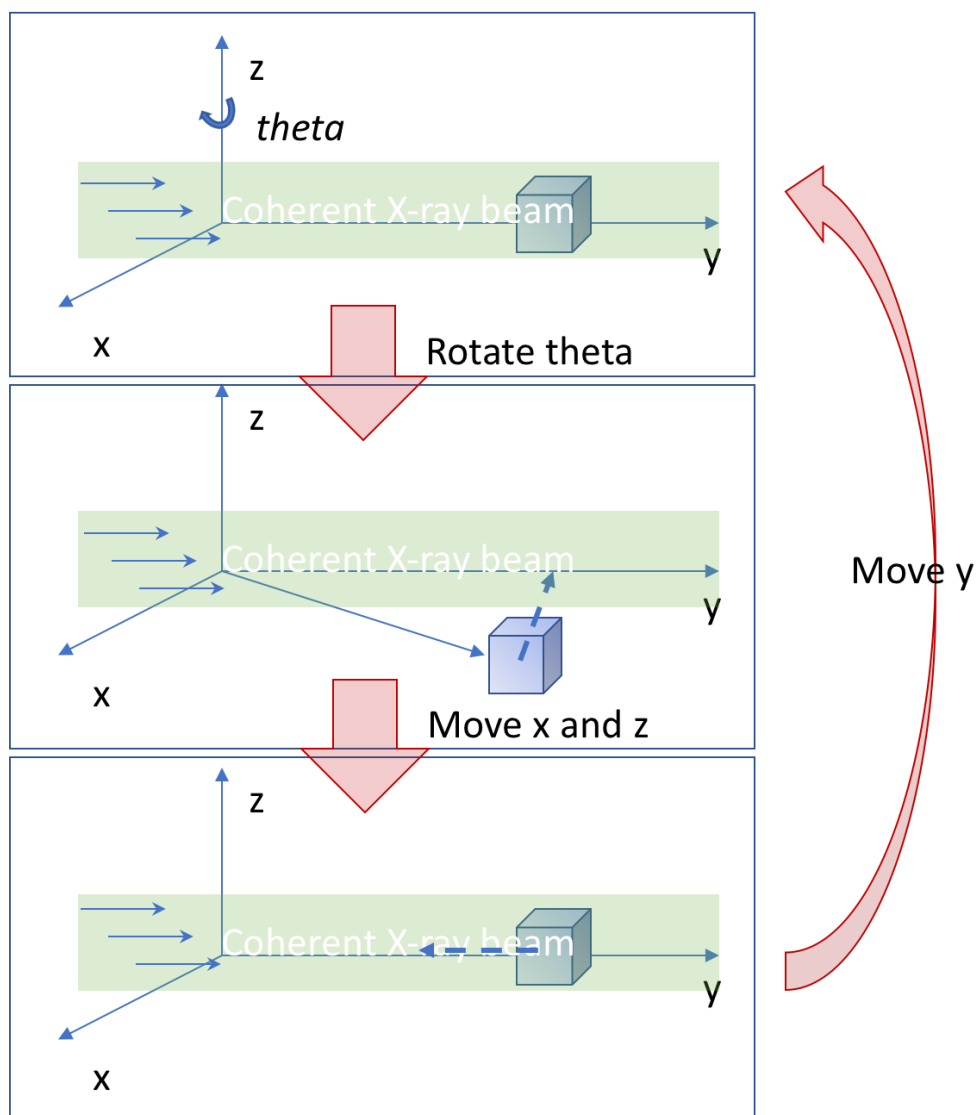 z
theta
Coherent X-ray beam
y
x
Rotate theta
z
Coherent X-ray beam
Move y
y
x
Move x and z
z
Coherent X-ray beam
y
x